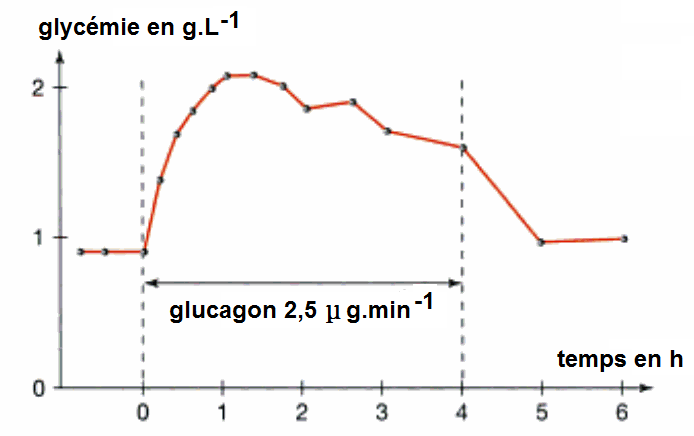 glycémie en g.L-1
2
1
glucagon 2,5 µ g.min-1
temps en h
0
0 1 2 3 4 5 6